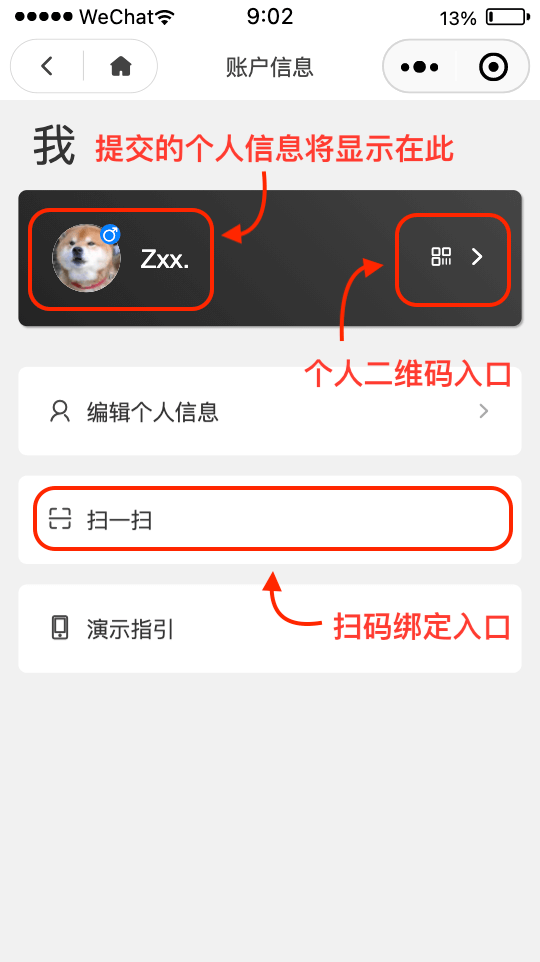 WeChat 9:02 13%
账户信息
我 提交的个人信息将显示在此
Zxx.
个人二维码入口
编辑个人信息
扫一扫
扫码绑定入口
演示指引